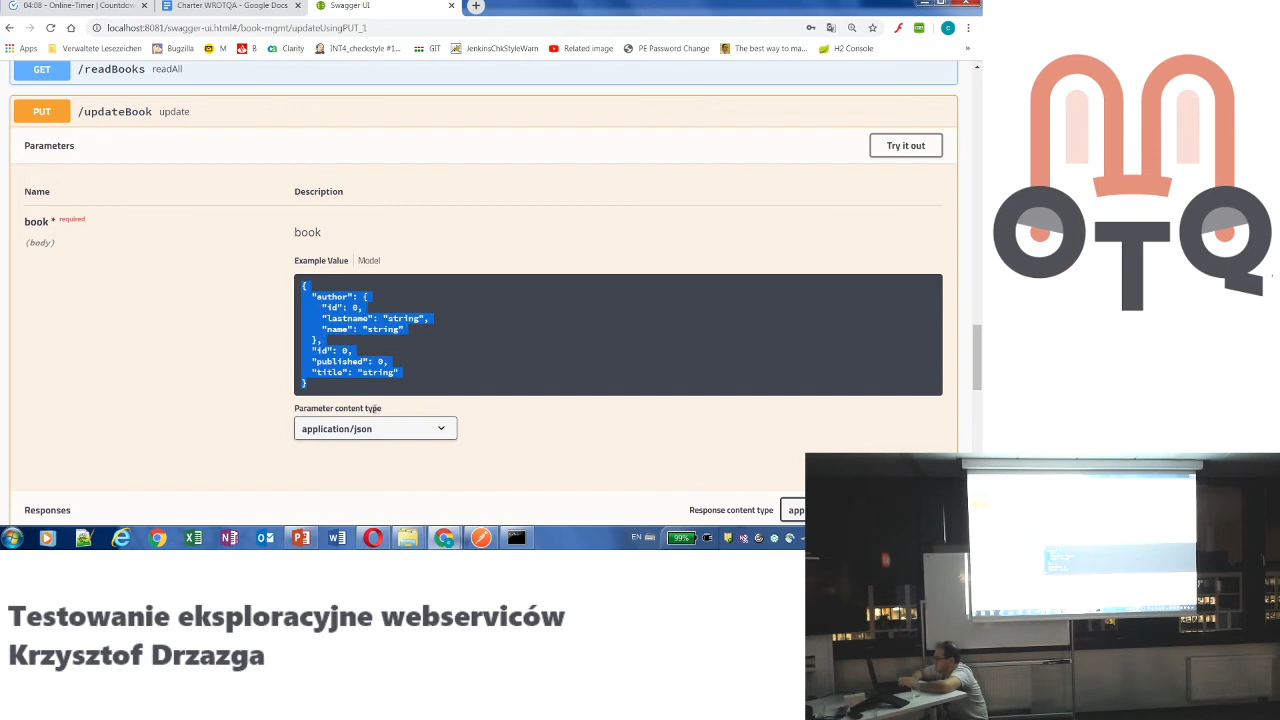 04:08 - Online-Timer | Countdow
Charter WROTQA - Google Docs
Swagger UI
https://localhost:8081/swagger-ui.html#/book-mgmt/updateUsingPUT_1
Apps
Verwaltete Lesezeichen
Bugzilla
M
B
Clarity
[INT4_checkstyle #1...
GIT
JenkinsChkStyleWarn
Related image
PE Password Change
The best way to ma...
H2 Console
GET /readBooks readAll
PUT /updateBook update
Parameters
Try it out
Name
Description
book * required
(body)
book
Example Value
Model
{
"author": {
"id": 0,
"lastname": "string",
"name": "string"
},
"id": 0,
"published": 0,
"title": "string"
}
Parameter content type
application/json
Responses
Response content type
app
EN
99%
OTQ
Testowanie eksploracyjne webserviców
Krzysztof Drzazga